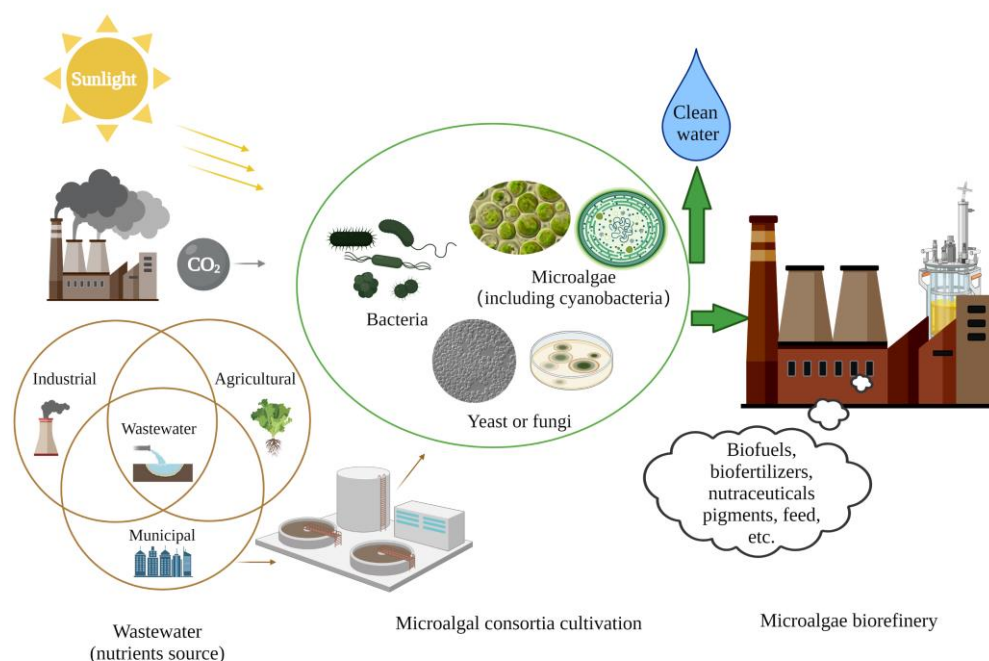 Sunlight
CO₂
Industrial
Agricultural
Wastewater
Municipal
Wastewater
(nutrients source)
Bacteria
Microalgae
(including cyanobacteria)
Yeast or fungi
Microalgal consortia cultivation
Clean
water
Biofuels,
biofertilizers,
nutraceuticals
pigments, feed,
etc.
Microalgae biorefinery